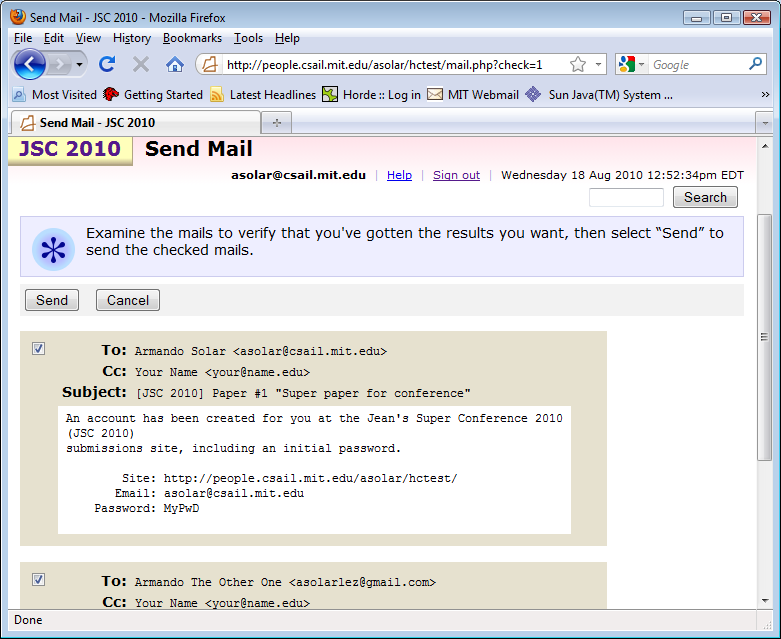 Send Mail - JSC 2010 - Mozilla Firefox
File Edit View History Bookmarks Tools Help
http://people.csail.mit.edu/asolar/hctest/mail.php?check=1 Google
Most Visited Getting Started Latest Headlines Horde :: Log in MIT Webmail Sun Java(TM) System ... »
Send Mail - JSC 2010
JSC 2010 Send Mail
asolar@csail.mit.edu | Help | Sign out | Wednesday 18 Aug 2010 12:52:34pm EDT
Search
Examine the mails to verify that you've gotten the results you want, then select “Send” to
send the checked mails.
Send Cancel
To: Armando Solar <asolar@csail.mit.edu>
Cc: Your Name <your@name.edu>
Subject: [JSC 2010] Paper #1 "Super paper for conference"
An account has been created for you at the Jean's Super Conference 2010
(JSC 2010)
submissions site, including an initial password.
Site: http://people.csail.mit.edu/asolar/hctest/
Email: asolar@csail.mit.edu
Password: MyPwD
To: Armando The Other One <asolarlez@gmail.com>
Cc: Your Name <your@name.edu>
Done